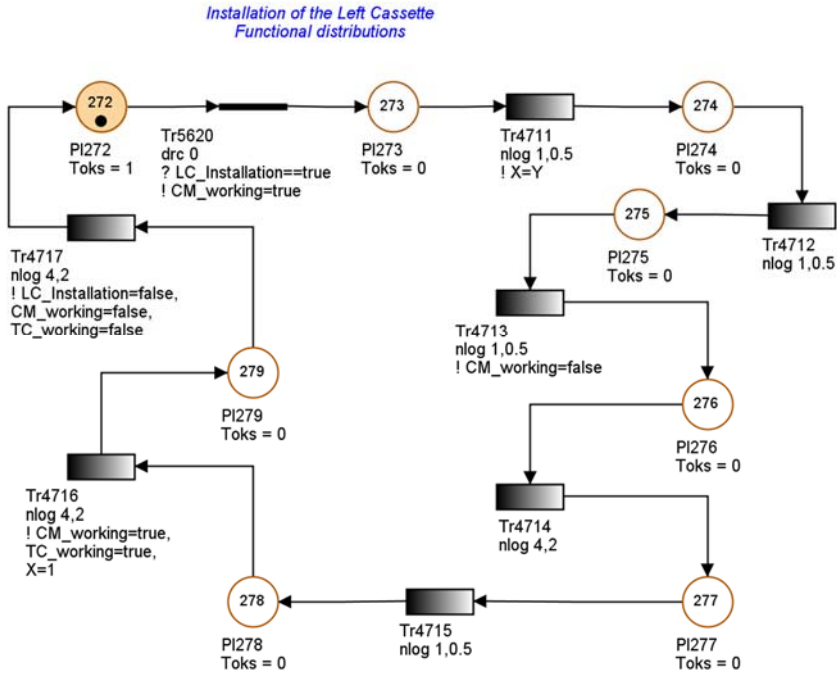 Installation of the Left Cassette
Functional distributions
272
Pl272
Toks = 1
Tr5620
drc 0
? LC_Installation==true
! CM_working=true
273
Pl273
Toks = 0
Tr4711
nlog 1,0.5
! X=Y
274
Pl274
Toks = 0
Tr4712
nlog 1,0.5
275
Pl275
Toks = 0
Tr4713
nlog 1,0.5
! CM_working=false
276
Pl276
Toks = 0
Tr4714
nlog 4,2
277
Pl277
Toks = 0
Tr4715
nlog 1,0.5
278
Pl278
Toks = 0
Tr4716
nlog 4,2
! CM_working=true,
TC_working=true,
X=1
279
Pl279
Toks = 0
Tr4717
nlog 4,2
! LC_Installation=false,
CM_working=false,
TC_working=false